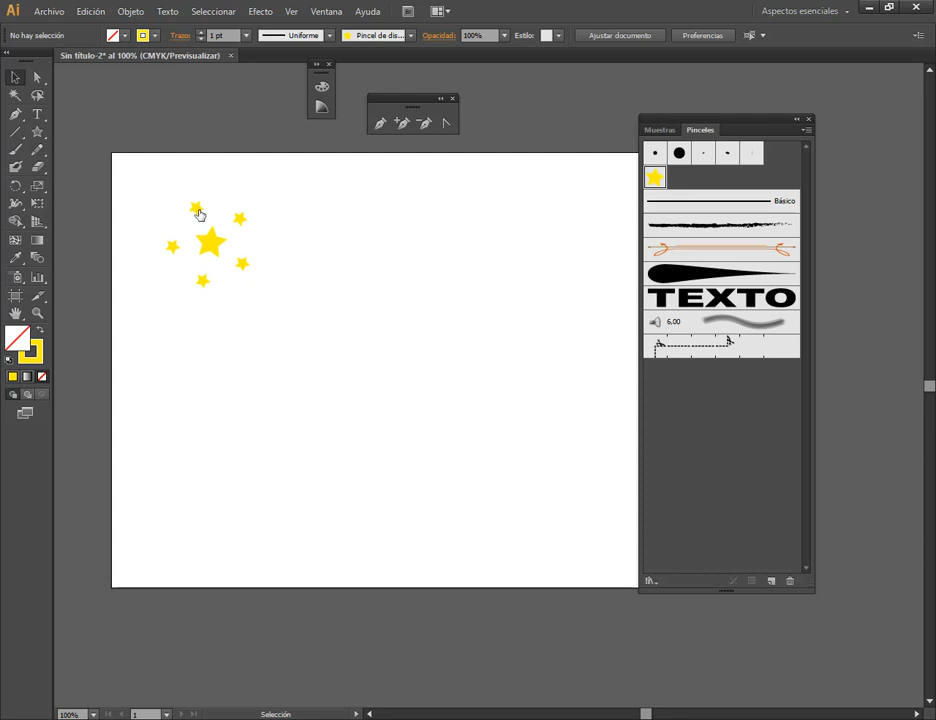 Ai Archivo Edición Objeto Texto Seleccionar Efecto Ver Ventana Ayuda Br Aspectos esenciales
No hay selección Trazo: 1 pt Uniforme Pincel de dis... Opacidad: 100% Estilo: Ajustar documento Preferencias
Sin título-2* al 100% (CMYK/Previsualizar)
Muestras Pinceles
Básico
TEXTO
6,00
100% 1 Selección